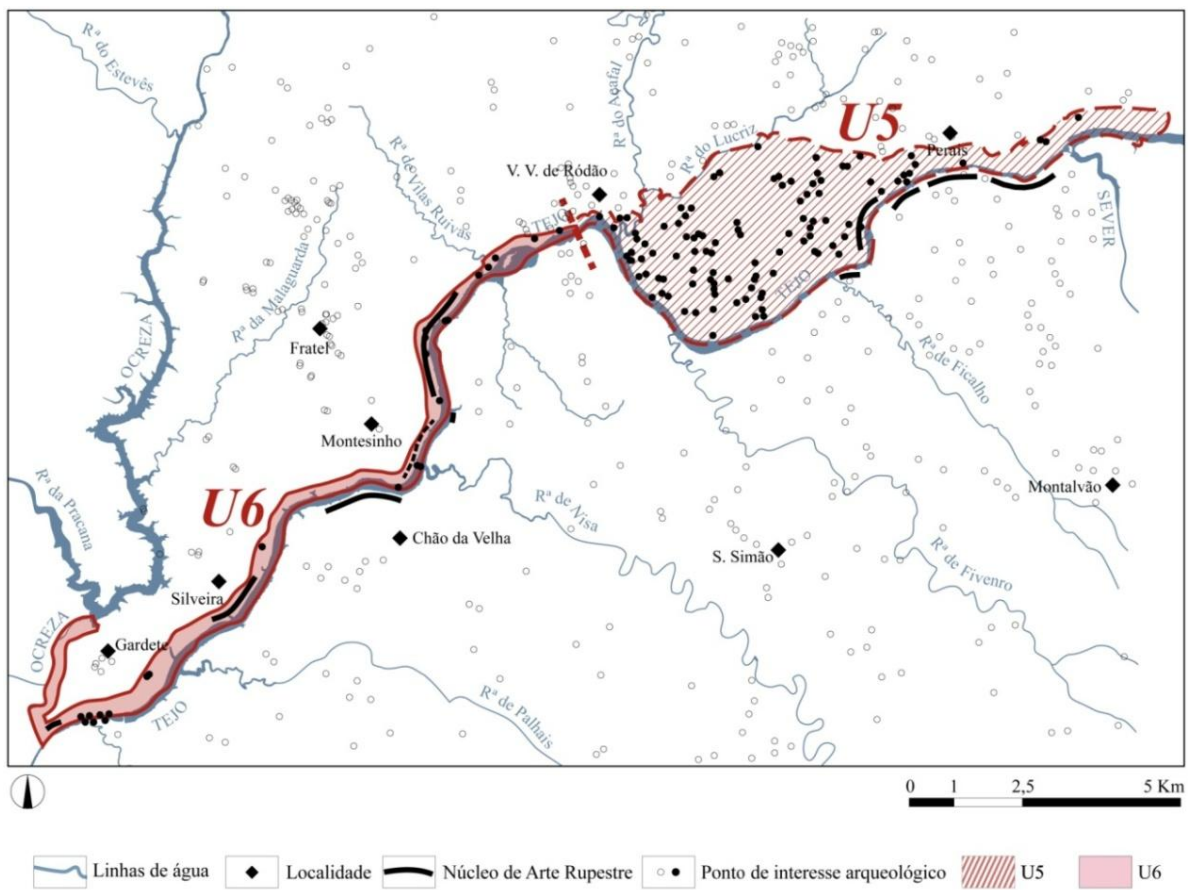 Rª do Estevês
Rª do Açafal
U5
Rª do Lucriz
Perais
Rª de Vilas Ruivas
V. V. de Ródão
TEJO
SEVER
Rª da Malaguarda
TEJO
OCREZA
Fratel
Rª de Ficalho
Montesinho
Rª da Pracana
U6
Rª de Nisa
Montalvão
Chão da Velha
S. Simão
Rª de Fivenro
Silveira
OCREZA
Gardete
TEJO
Rª de Palhais
0 1 2,5 5 Km
Linhas de água
Localidade
Núcleo de Arte Rupestre
Ponto de interesse arqueológico
U5
U6